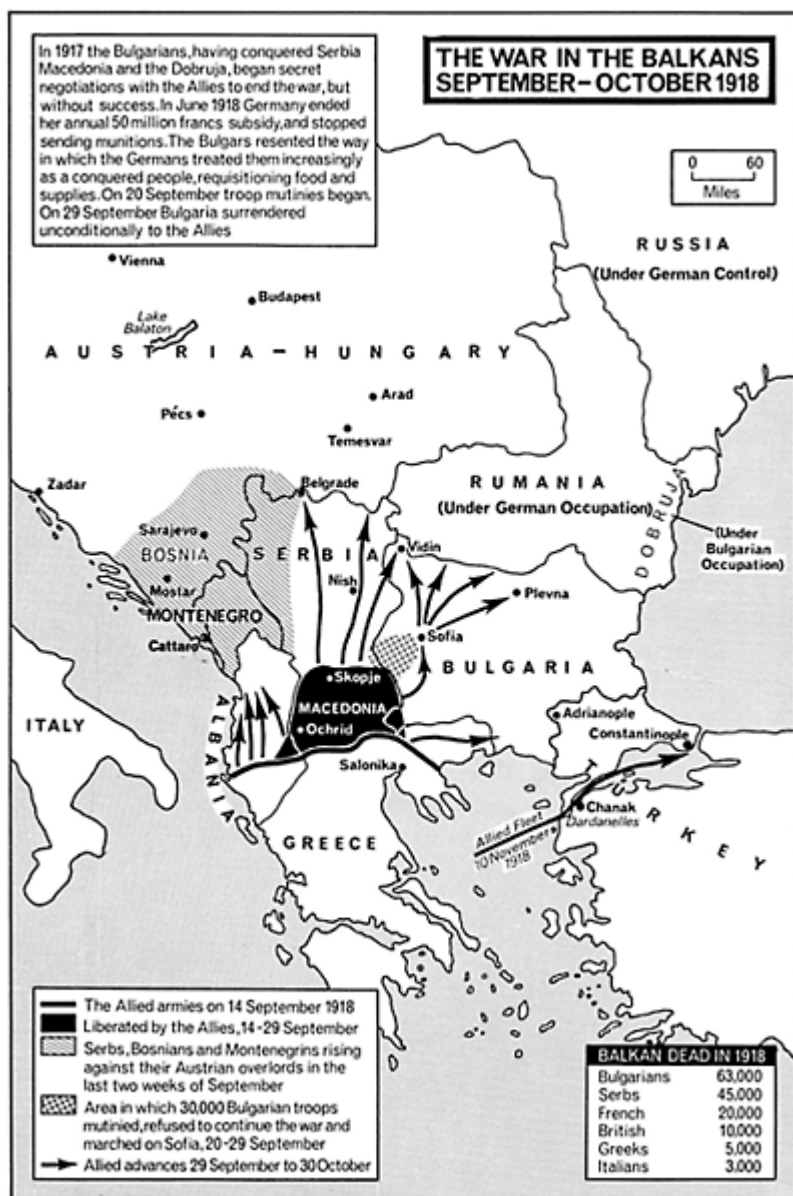 In 1917 the Bulgarians, having conquered Serbia
Macedonia and the Dobruja, began secret
negotiations with the Allies to end the war, but
without success. In June 1918 Germany ended
her annual 50 million francs subsidy, and stopped
sending munitions. The Bulgars resented the way
in which the Germans treated them increasingly
as a conquered people, requisitioning food and
supplies. On 20 September troop mutinies began.
On 29 September Bulgaria surrendered
unconditionally to the Allies
THE WAR IN THE BALKANS
SEPTEMBER–OCTOBER 1918
0 60
Miles
RUSSIA
(Under German Control)
Vienna
Budapest
Lake
Balaton
AUSTRIA–HUNGARY
Arad
Pécs
Temesvar
Zadar
Belgrade
RUMANIA
(Under German Occupation)
DOBRUJA
(Under
Bulgarian
Occupation)
Sarajevo
BOSNIA
SERBIA
Vidin
Mostar
Nish
Plevna
MONTENEGRO
Cattaro
Sofia
BULGARIA
Skopje
MACEDONIA
Ochrid
ALBANIA
ITALY
Adrianople
Constantinople
Salonika
TURKEY
Chanak
Dardanelles
Allied Fleet
10 November
1918
GREECE
The Allied armies on 14 September 1918
Liberated by the Allies, 14-29 September
Serbs, Bosnians and Montenegrins rising
against their Austrian overlords in the
last two weeks of September
Area in which 30,000 Bulgarian troops
mutinied, refused to continue the war and
marched on Sofia, 20-29 September
Allied advances 29 September to 30 October
BALKAN DEAD IN 1918
Bulgarians 63,000
Serbs 45,000
French 20,000
British 10,000
Greeks 5,000
Italians 3,000